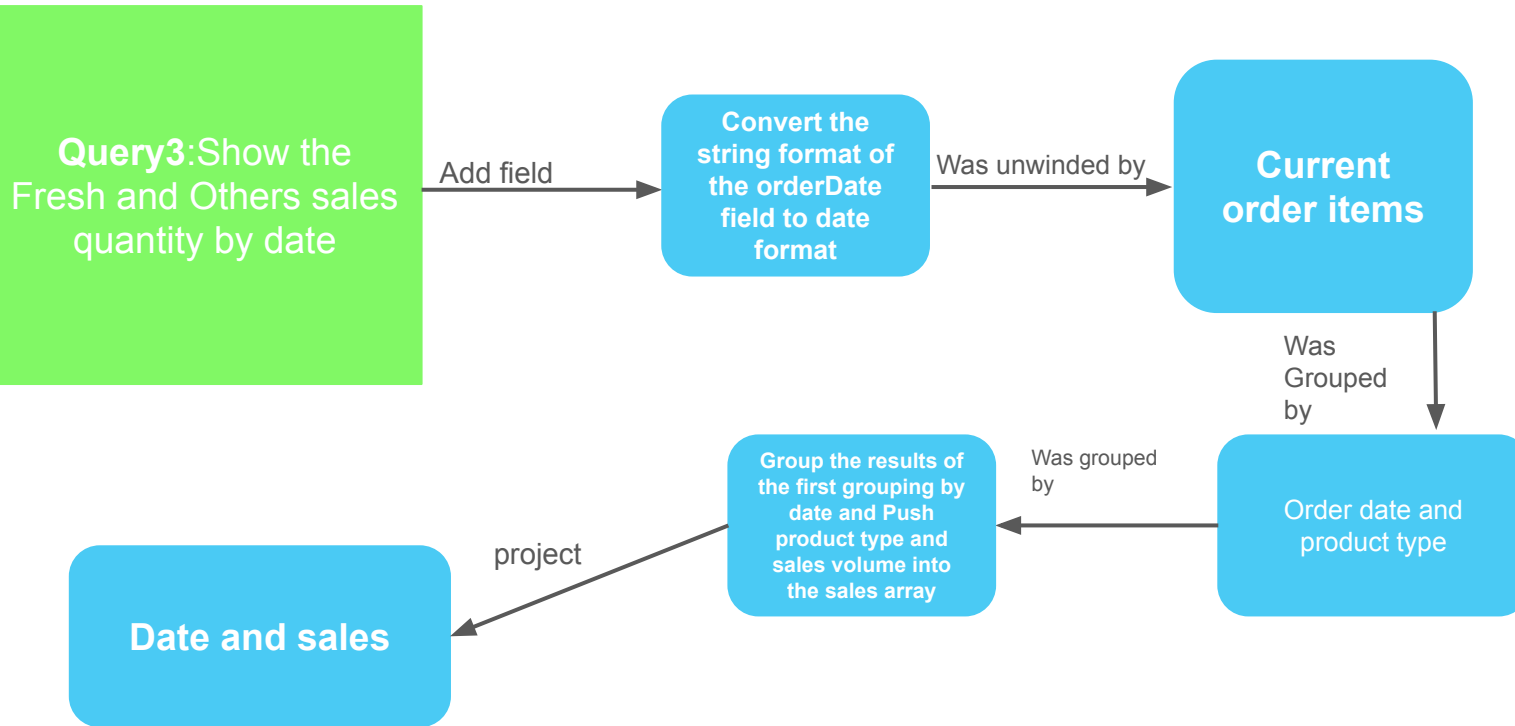 Query3:Show the
Fresh and Others sales
quantity by date
Add field
Convert the
string format of
the orderDate
field to date
format
Was unwinded by
Current
order items
Was
Grouped
by
Order date and
product type
Was grouped
by
Group the results of
the first grouping by
date and Push
product type and
sales volume into
the sales array
project
Date and sales